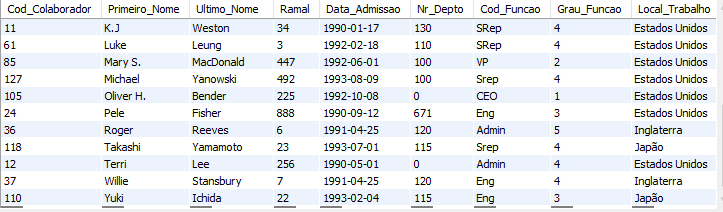 Cod_Colaborador Primeiro_Nome Ultimo_Nome Ramal Data_Admissao Nr_Depto Cod_Funcao Grau_Funcao Local_Trabalho
11 K.J Weston 34 1990-01-17 130 SRep 4 Estados Unidos
61 Luke Leung 3 1992-02-18 110 SRep 4 Estados Unidos
85 Mary S. MacDonald 447 1992-06-01 100 VP 2 Estados Unidos
127 Michael Yanowski 492 1993-08-09 100 Srep 4 Estados Unidos
105 Oliver H. Bender 225 1992-10-08 0 CEO 1 Estados Unidos
24 Pele Fisher 888 1990-09-12 671 Eng 3 Estados Unidos
36 Roger Reeves 6 1991-04-25 120 Admin 5 Inglaterra
118 Takashi Yamamoto 23 1993-07-01 115 Srep 4 Japão
12 Terri Lee 256 1990-05-01 0 Admin 4 Estados Unidos
37 Willie Stansbury 7 1991-04-25 120 Eng 4 Inglaterra
110 Yuki Ichida 22 1993-02-04 115 Eng 3 Japão